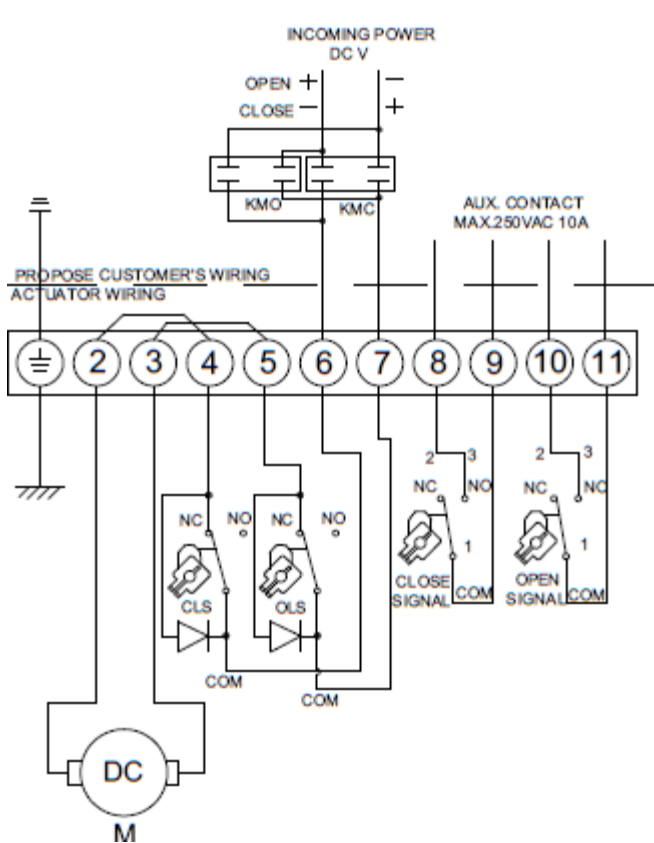 INCOMING POWER
DC V
OPEN + −
CLOSE − +
KMO KMC
AUX. CONTACT
MAX.250VAC 10A
PROPOSE CUSTOMER'S WIRING
ACTUATOR WIRING
2 3 4 5 6 7 8 9 10 11
2 3 2 3
NC NO NC NO
NC NO NC NO
1 1
CLOSE SIGNAL COM OPEN SIGNAL COM
CLS OLS
COM
COM
DC
M